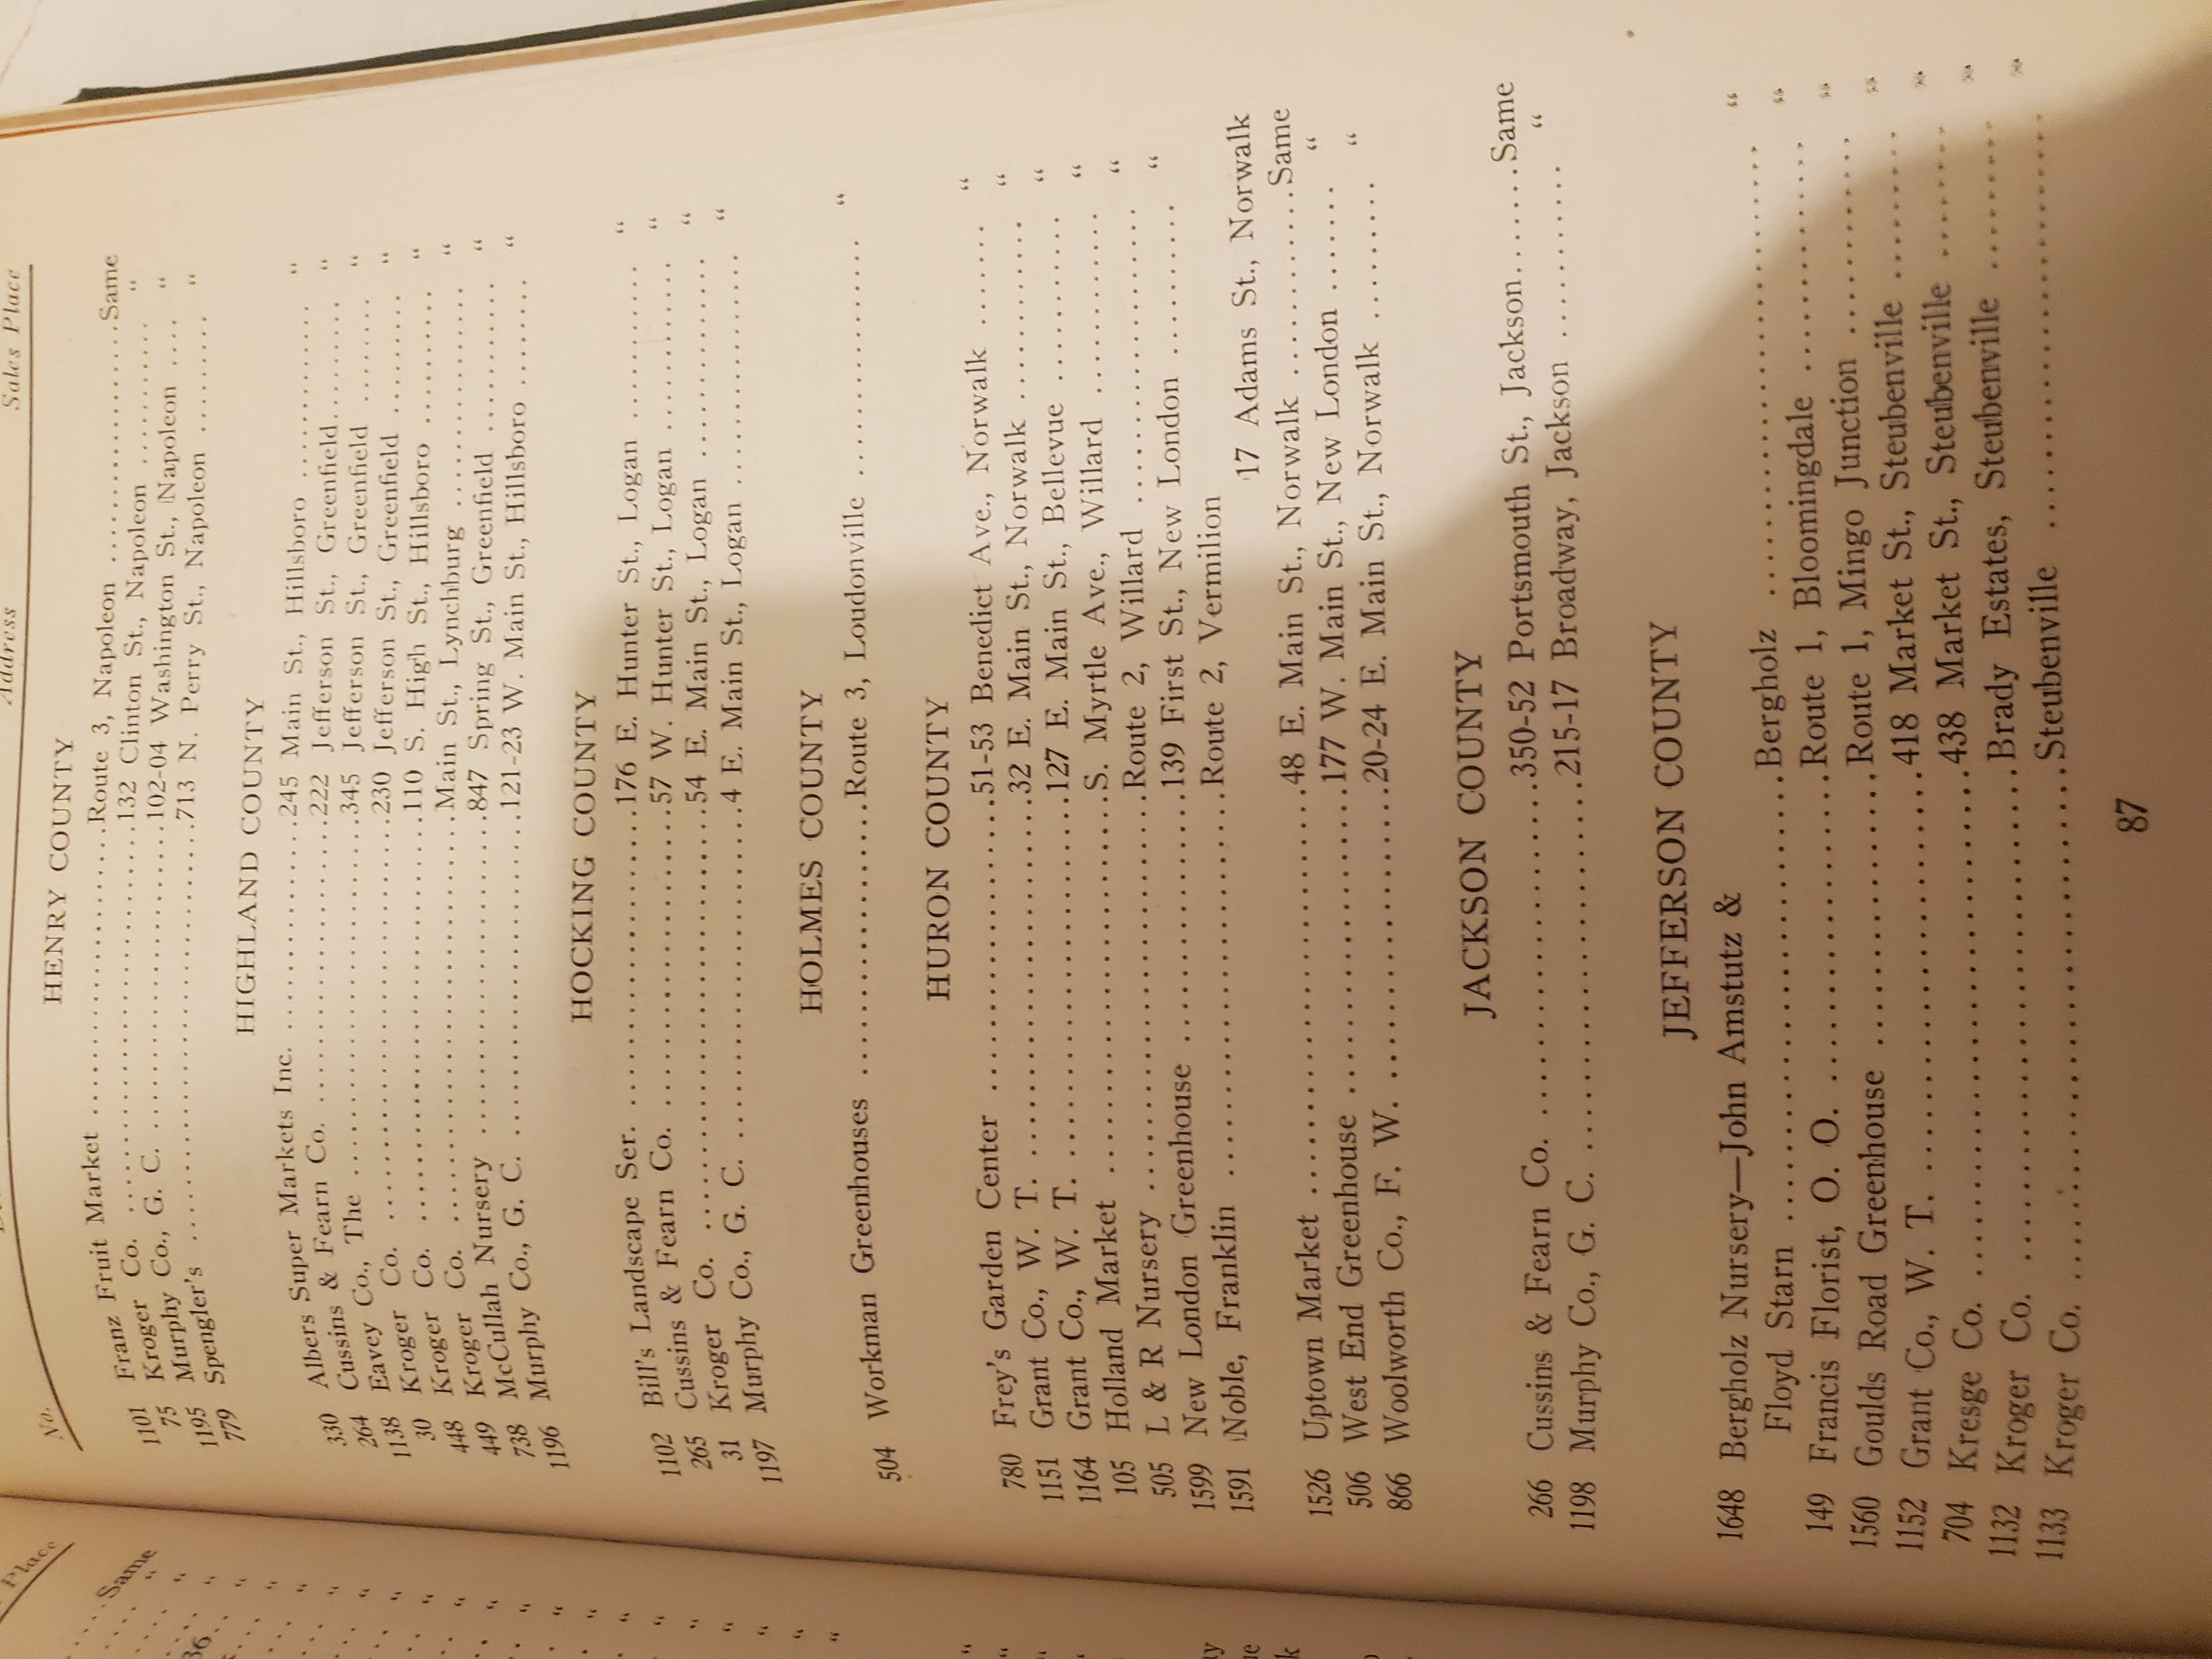 Place
Same
No. Address Sales Place
HENRY COUNTY
1101 Franz Fruit Market ........ Route 3, Napoleon ........ Same
75 Kroger Co. ........ 132 Clinton St., Napoleon ........ “
1195 Murphy Co., G. C. ........ 102-04 Washington St., Napoleon .... “
779 Spengler's ........ 713 N. Perry St., Napoleon ........ “
HIGHLAND COUNTY
330 Albers Super Markets Inc. ........ 245 Main St., Hillsboro ........ “
264 Cussins & Fearn Co. ........ 222 Jefferson St., Greenfield ........ “
1138 Eavey Co., The ........ 345 Jefferson St., Greenfield ........ “
30 Kroger Co. ........ 230 Jefferson St., Greenfield ........ “
448 Kroger Co. ........ 110 S. High St., Hillsboro ........ “
449 Kroger Co. ........ Main St., Lynchburg ........ “
738 McCullah Nursery ........ 847 Spring St., Greenfield ........ “
1196 Murphy Co., G. C. ........ 121-23 W. Main St., Hillsboro ....... “
HOCKING COUNTY
1102 Bill's Landscape Ser. ........ 176 E. Hunter St., Logan ........ “
265 Cussins & Fearn Co. ........ 57 W. Hunter St., Logan ........ “
31 Kroger Co. ........ 54 E. Main St., Logan ........ “
1197 Murphy Co., G. C. ........ 4 E. Main St., Logan ........ “
HOLMES COUNTY
504 Workman Greenhouses ........ Route 3, Loudonville ........ “
HURON COUNTY
780 Frey's Garden Center ........ 51-53 Benedict Ave., Norwalk ...... “
1151 Grant Co., W. T. ........ 32 E. Main St., Norwalk ........ “
1164 Grant Co., W. T. ........ 127 E. Main St., Bellevue ........ “
105 Holland Market ........ S. Myrtle Ave., Willard ........ “
505 L & R Nursery ........ Route 2, Willard ........ “
1599 New London Greenhouse ........ 139 First St., New London ........ “
1591 Noble, Franklin ........ Route 2, Vermilion
17 Adams St., Norwalk
1526 Uptown Market ........ 48 E. Main St., Norwalk ........ Same
506 West End Greenhouse ........ 177 W. Main St., New London ...... “
866 Woolworth Co., F. W. ........ 20-24 E. Main St., Norwalk ....... “
JACKSON COUNTY
266 Cussins & Fearn Co. ........ 350-52 Portsmouth St., Jackson ...... Same
1198 Murphy Co., G. C. ........ 215-17 Broadway, Jackson ........ “
JEFFERSON COUNTY
1648 Bergholz Nursery—John Amstutz & “
Floyd Starn ........ Bergholz ........ “
149 Francis Florist, O. O. ........ Route 1, Bloomingdale ........ “
1560 Goulds Road Greenhouse ........ Route 1, Mingo Junction ........ “
1152 Grant Co., W. T. ........ 418 Market St., Steubenville ....... “
704 Kresge Co. ........ 438 Market St., Steubenville ...... “
1132 Kroger Co. ........ Brady Estates, Steubenville ........ “
1133 Kroger Co. ........ Steubenville ........
87